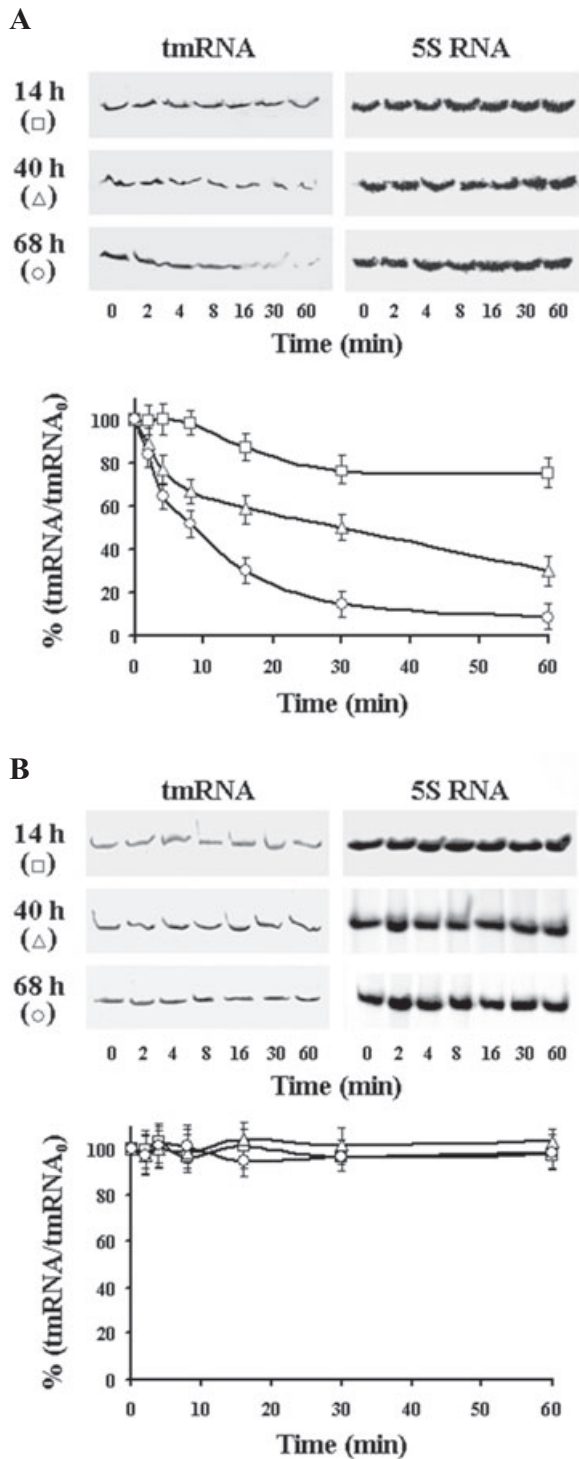 A
tmRNA 5S RNA
14 h
(□)
40 h
(△)
68 h
(○)
0 2 4 8 16 30 60 0 2 4 8 16 30 60
Time (min) Time (min)
% (tmRNA/tmRNA₀)
100
80
60
40
20
0
0 10 20 30 40 50 60
Time (min)
B
tmRNA 5S RNA
14 h
(□)
40 h
(△)
68 h
(○)
0 2 4 8 16 30 60 0 2 4 8 16 30 60
Time (min) Time (min)
% (tmRNA/tmRNA₀)
100
80
60
40
20
0
0 10 20 30 40 50 60
Time (min)